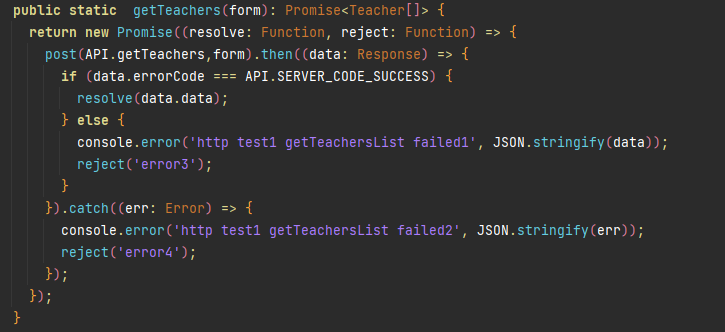 public static  getTeachers(form): Promise<Teacher[]> {
  return new Promise((resolve: Function, reject: Function) => {
    post(API.getTeachers,form).then((data: Response) => {
      if (data.errorCode === API.SERVER_CODE_SUCCESS) {
        resolve(data.data);
      } else {
        console.error('http test1 getTeachersList failed1', JSON.stringify(data));
        reject('error3');
      }
    }).catch((err: Error) => {
      console.error('http test1 getTeachersList failed2', JSON.stringify(err));
      reject('error4');
    });
  });
}